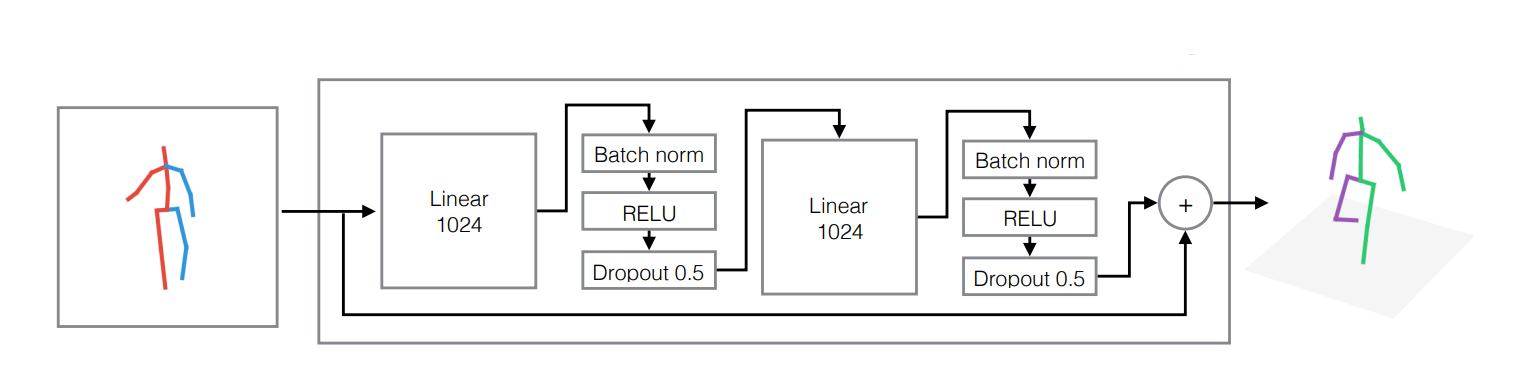 Linear
1024
Batch norm
RELU
Dropout 0.5
Linear
1024
Batch norm
RELU
Dropout 0.5
+